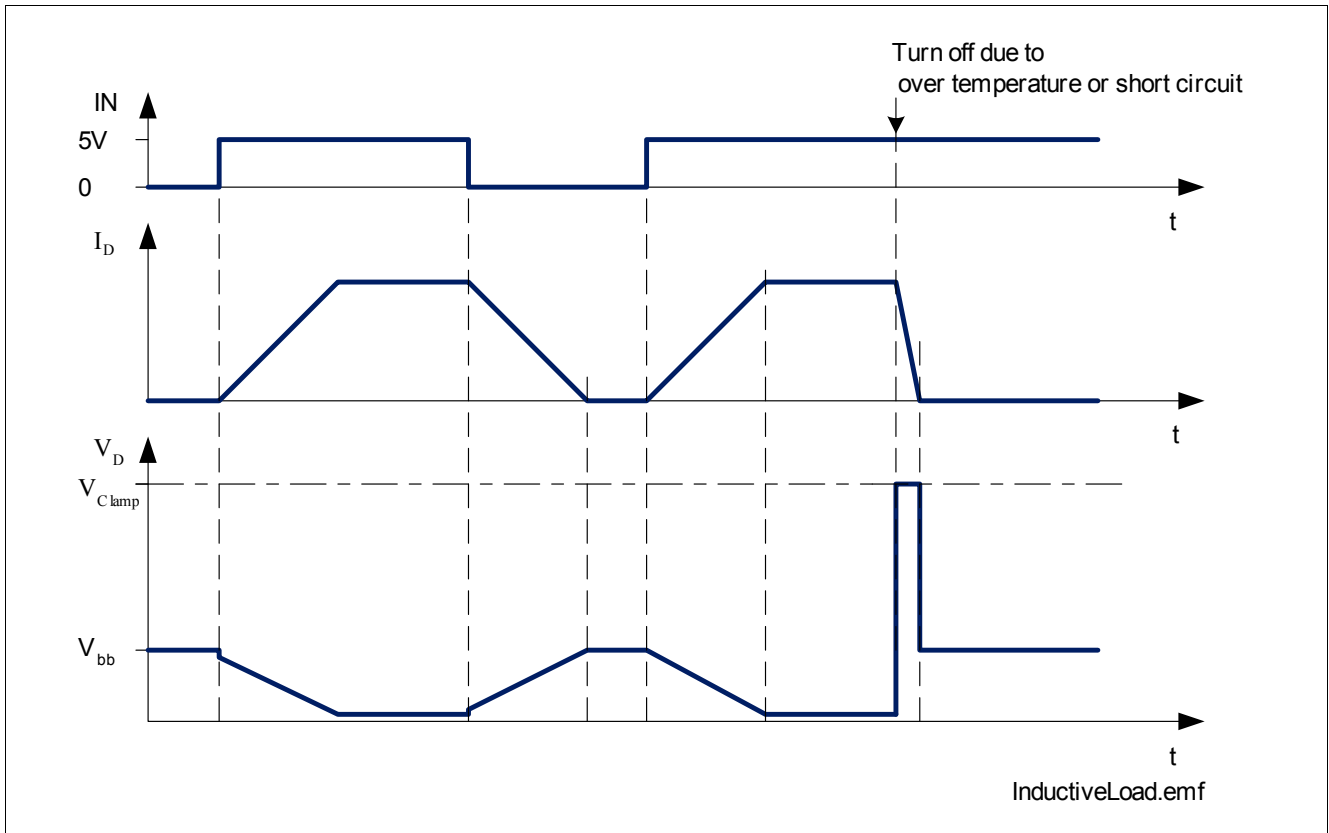 Turn off due to
over temperature or short circuit
IN
5V
0
t
I_D
t
V_D
V_Clamp
V_bb
t
InductiveLoad.emf